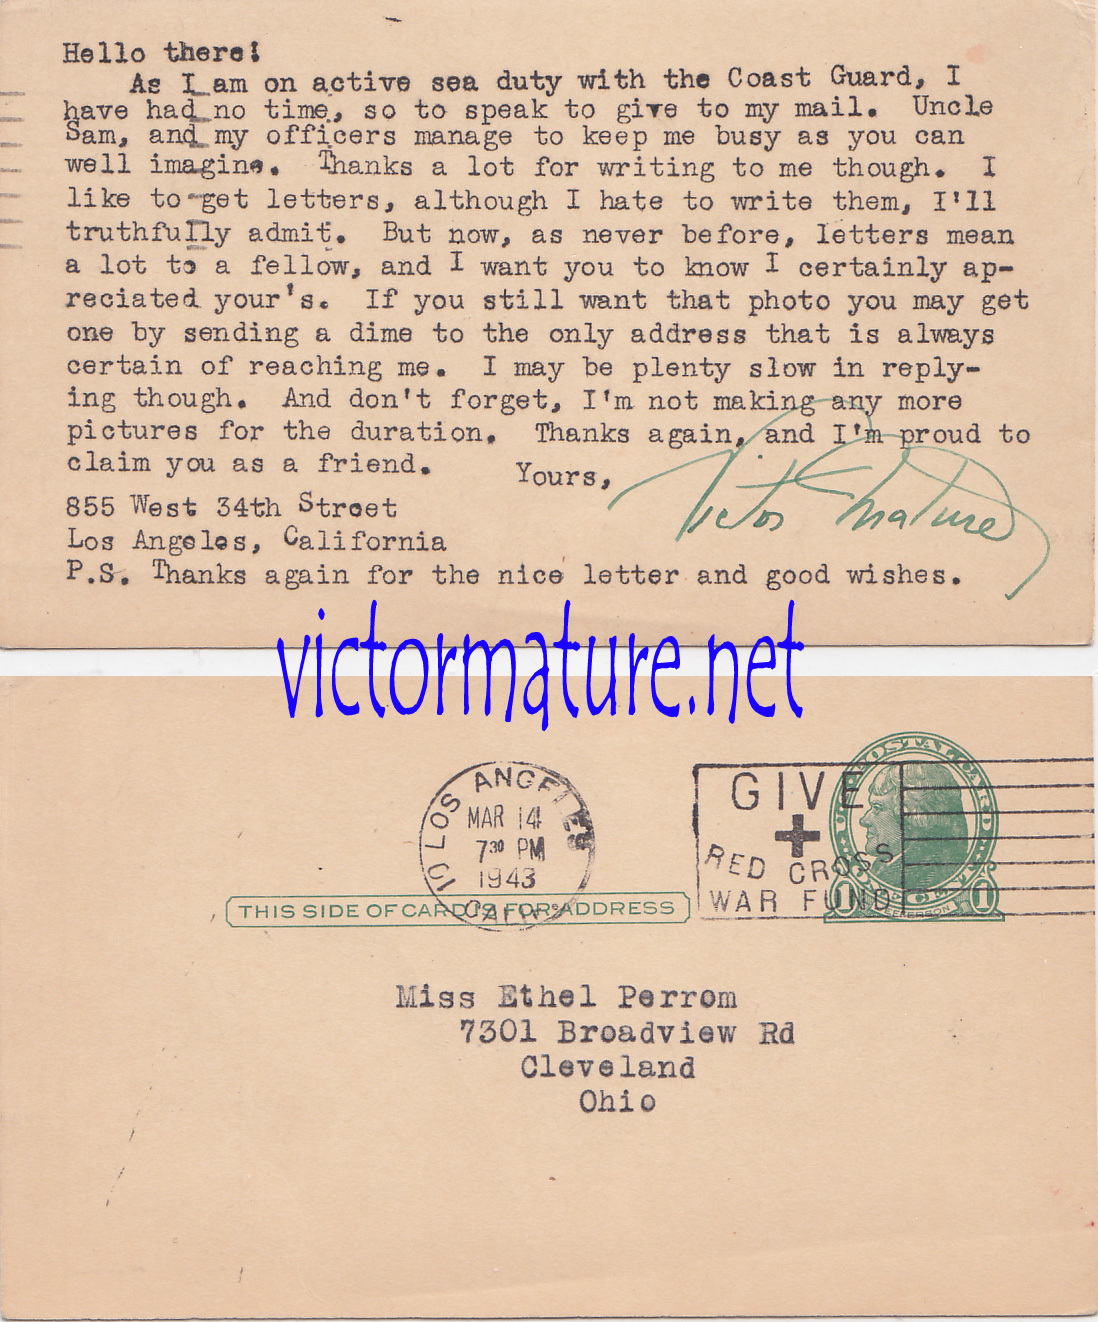 Hello there!
As I am on active sea duty with the Coast Guard, I
have had no time, so to speak to give to my mail. Uncle
Sam, and my officers manage to keep me busy as you can
well imagine. Thanks a lot for writing to me though. I
like to get letters, although I hate to write them, I'll
truthfully admit. But now, as never before, letters mean
a lot to a fellow, and I want you to know I certainly ap-
reciated your's. If you still want that photo you may get
one by sending a dime to the only address that is always
certain of reaching me. I may be plenty slow in reply-
ing though. And don't forget, I'm not making any more
pictures for the duration. Thanks again, and I'm proud to
claim you as a friend. Yours,
Victor Mature
855 West 34th Street
Los Angeles, California
P.S. Thanks again for the nice letter and good wishes.
victormature.net
LOS ANGELES
MAR 14
7 30 PM
1943
CALIF.
GIVE
RED CROSS
WAR FUND
U.S. POSTAL CARD
1 1
JEFFERSON
THIS SIDE OF CARD IS FOR ADDRESS
Miss Ethel Perrom
7301 Broadview Rd
Cleveland
Ohio